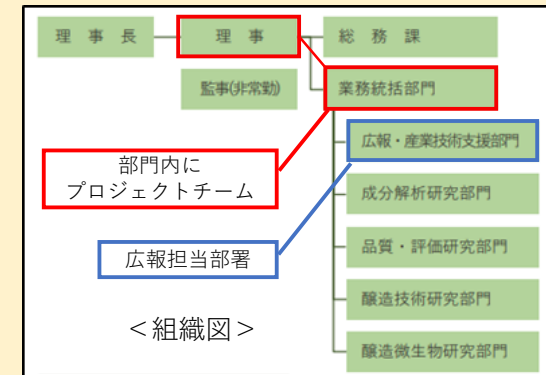 理事長
理事
総務課
監事(非常勤)
業務統括部門
広報・産業技術支援部門
部門内に
プロジェクトチーム
成分解析研究部門
品質・評価研究部門
広報担当部署
醸造技術研究部門
＜組織図＞
醸造微生物研究部門